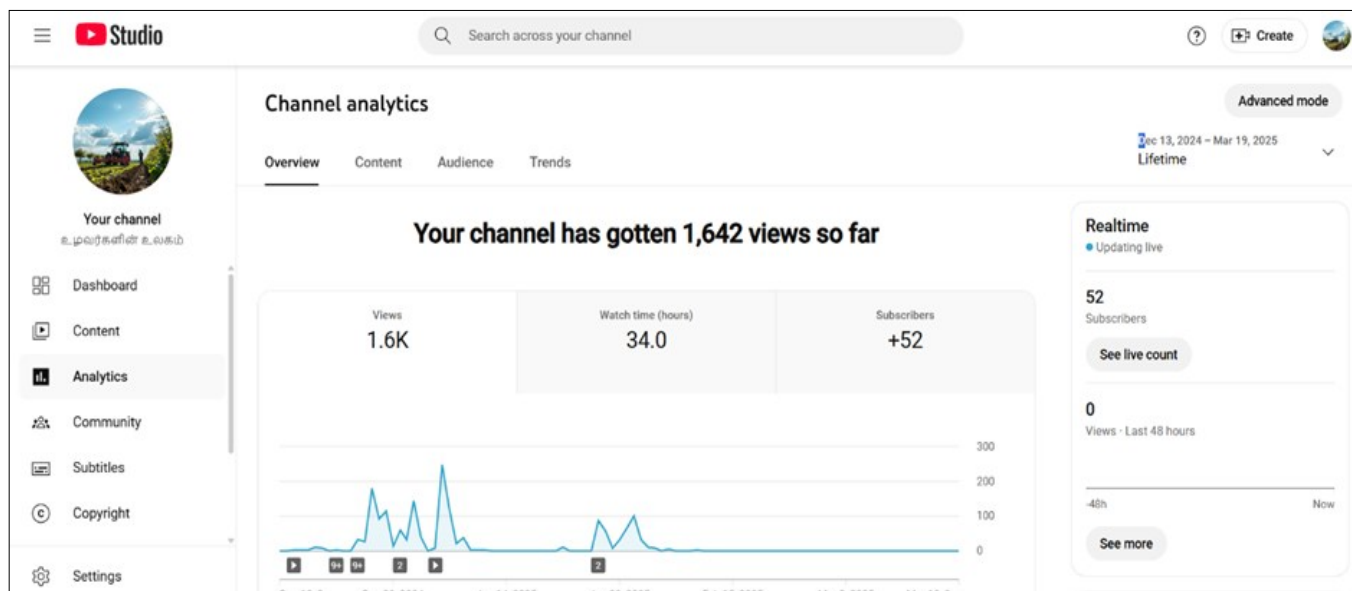 Studio
Search across your channel
Create
Channel analytics
Advanced mode
Dec 13, 2024 – Mar 19, 2025
Lifetime
Overview
Content
Audience
Trends
Your channel
உழவர்களின் உலகம்
Dashboard
Content
Analytics
Community
Subtitles
Copyright
Settings
Your channel has gotten 1,642 views so far
Views
1.6K
Watch time (hours)
34.0
Subscribers
+52
300
200
100
0
9+
9+
2
2
Realtime
Updating live
52
Subscribers
See live count
0
Views · Last 48 hours
-48h
Now
See more